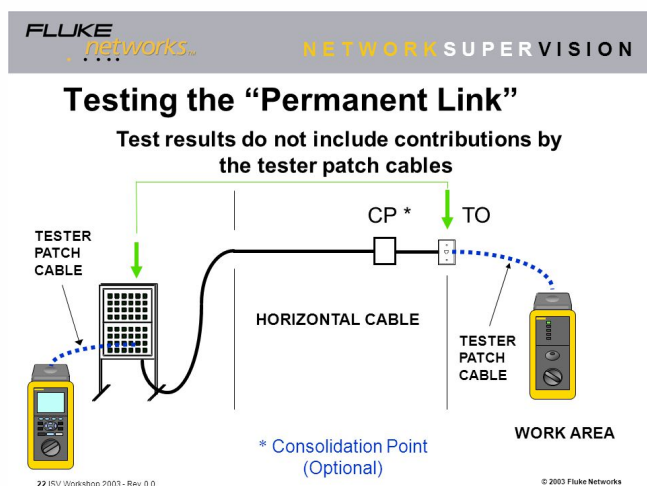 FLUKE
networks™
NETWORKSUPERVISION
Testing the “Permanent Link”
Test results do not include contributions by
the tester patch cables
CP * TO
TESTER
PATCH
CABLE
HORIZONTAL CABLE
TESTER
PATCH
CABLE
WORK AREA
* Consolidation Point
(Optional)
22 ISV Workshop 2003 - Rev. 0.0
© 2003 Fluke Networks